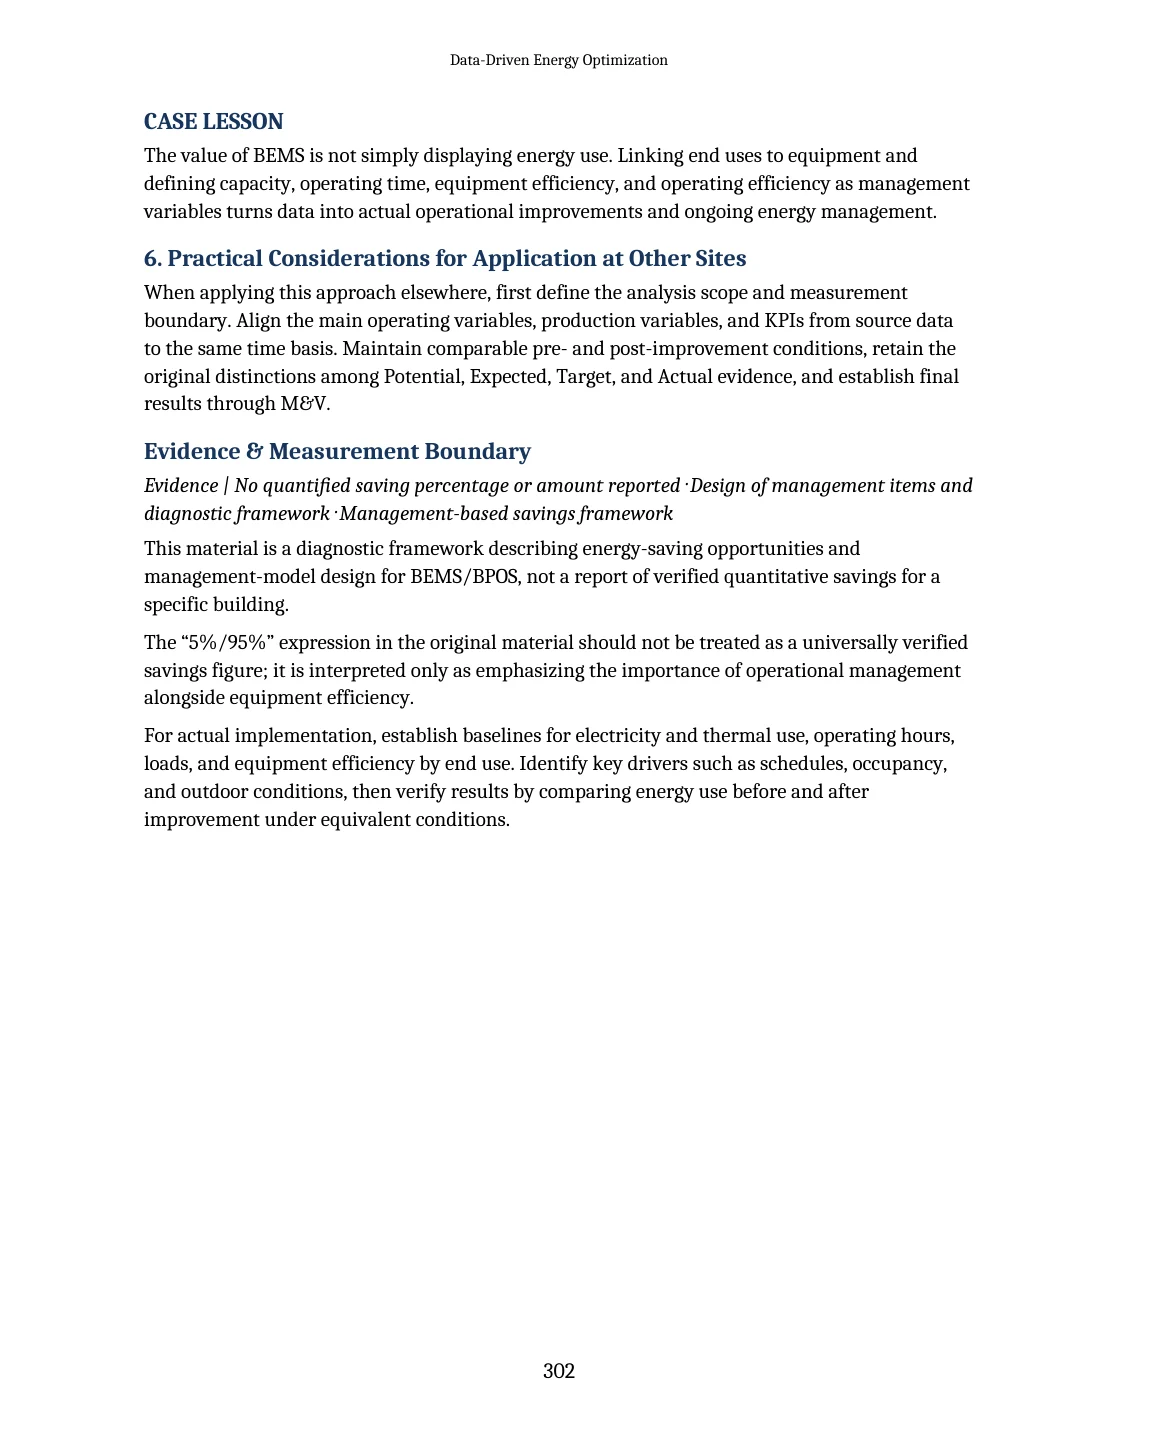 Data-Driven Energy Optimization
CASE LESSON
The value of BEMS is not simply displaying energy use. Linking end uses to equipment and
defining capacity, operating time, equipment efficiency, and operating efficiency as management
variables turns data into actual operational improvements and ongoing energy management.
6. Practical Considerations for Application at Other Sites
When applying this approach elsewhere, first define the analysis scope and measurement
boundary. Align the main operating variables, production variables, and KPIs from source data
to the same time basis. Maintain comparable pre- and post-improvement conditions, retain the
original distinctions among Potential, Expected, Target, and Actual evidence, and establish final
results through M&V.
Evidence & Measurement Boundary
Evidence | No quantified saving percentage or amount reported · Design of management items and
diagnostic framework · Management-based savings framework
This material is a diagnostic framework describing energy-saving opportunities and
management-model design for BEMS/BPOS, not a report of verified quantitative savings for a
specific building.
The “5%/95%” expression in the original material should not be treated as a universally verified
savings figure; it is interpreted only as emphasizing the importance of operational management
alongside equipment efficiency.
For actual implementation, establish baselines for electricity and thermal use, operating hours,
loads, and equipment efficiency by end use. Identify key drivers such as schedules, occupancy,
and outdoor conditions, then verify results by comparing energy use before and after
improvement under equivalent conditions.
302